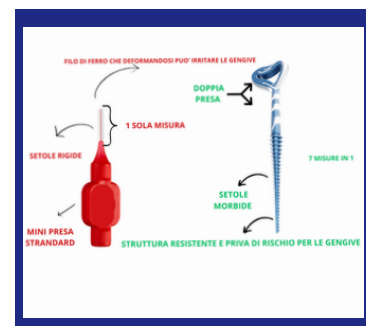 FILO DI FERRO CHE DEFORMANDOSI PUO' IRRITARE LE GENGIVE
DOPPIA
PRESA
1 SOLA MISURA
SETOLE RIGIDE
7 MISURE IN 1
SETOLE
MORBIDE
MINI PRESA
STRANDARD
STRUTTURA RESISTENTE E PRIVA DI RISCHIO PER LE GENGIVE